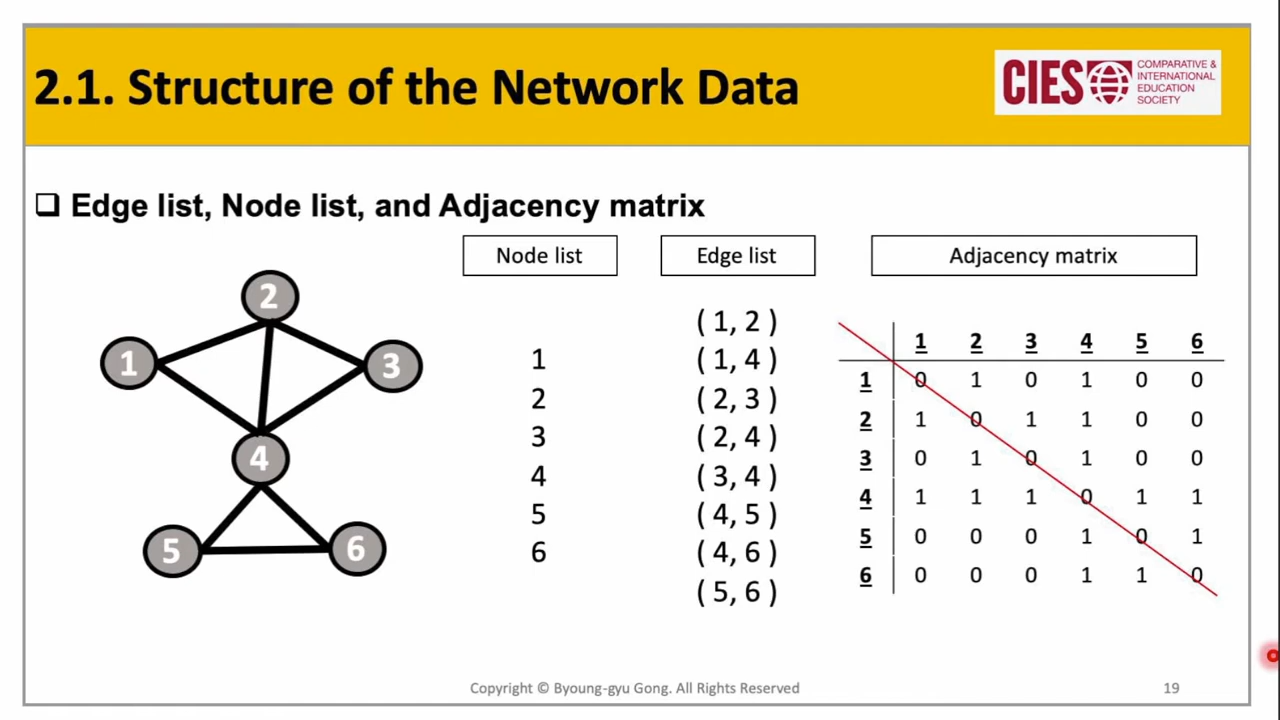 2.1. Structure of the Network Data
CIES
COMPARATIVE &
INTERNATIONAL
EDUCATION
SOCIETY
❑ Edge list, Node list, and Adjacency matrix
Node list
Edge list
Adjacency matrix
2
1
3
4
5
6
1
2
3
4
5
6
( 1, 2 )
( 1, 4 )
( 2, 3 )
( 2, 4 )
( 3, 4 )
( 4, 5 )
( 4, 6 )
( 5, 6 )
1 2 3 4 5 6
1 0 1 0 1 0 0
2 1 0 1 1 0 0
3 0 1 0 1 0 0
4 1 1 1 0 1 1
5 0 0 0 1 0 1
6 0 0 0 1 1 0
Copyright © Byoung-gyu Gong. All Rights Reserved
19